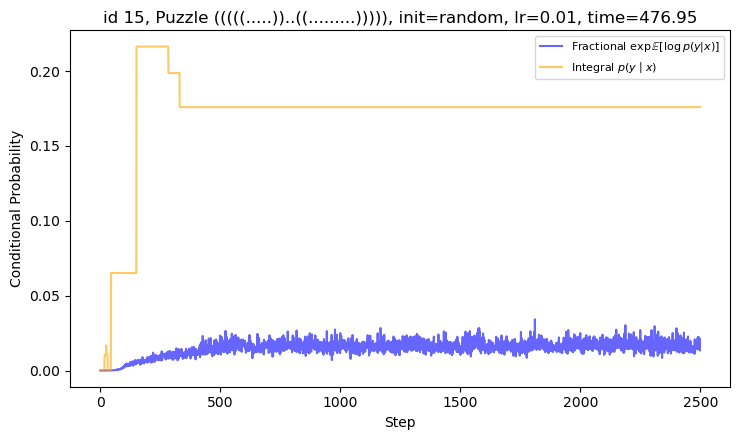 id 15, Puzzle (((((.....))..((.........))))), init=random, lr=0.01, time=476.95
Fractional exp𝔼[log p(y|x)]
Integral p(y | x)
Conditional Probability
0.20
0.15
0.10
0.05
0.00
0
500
1000
1500
2000
2500
Step